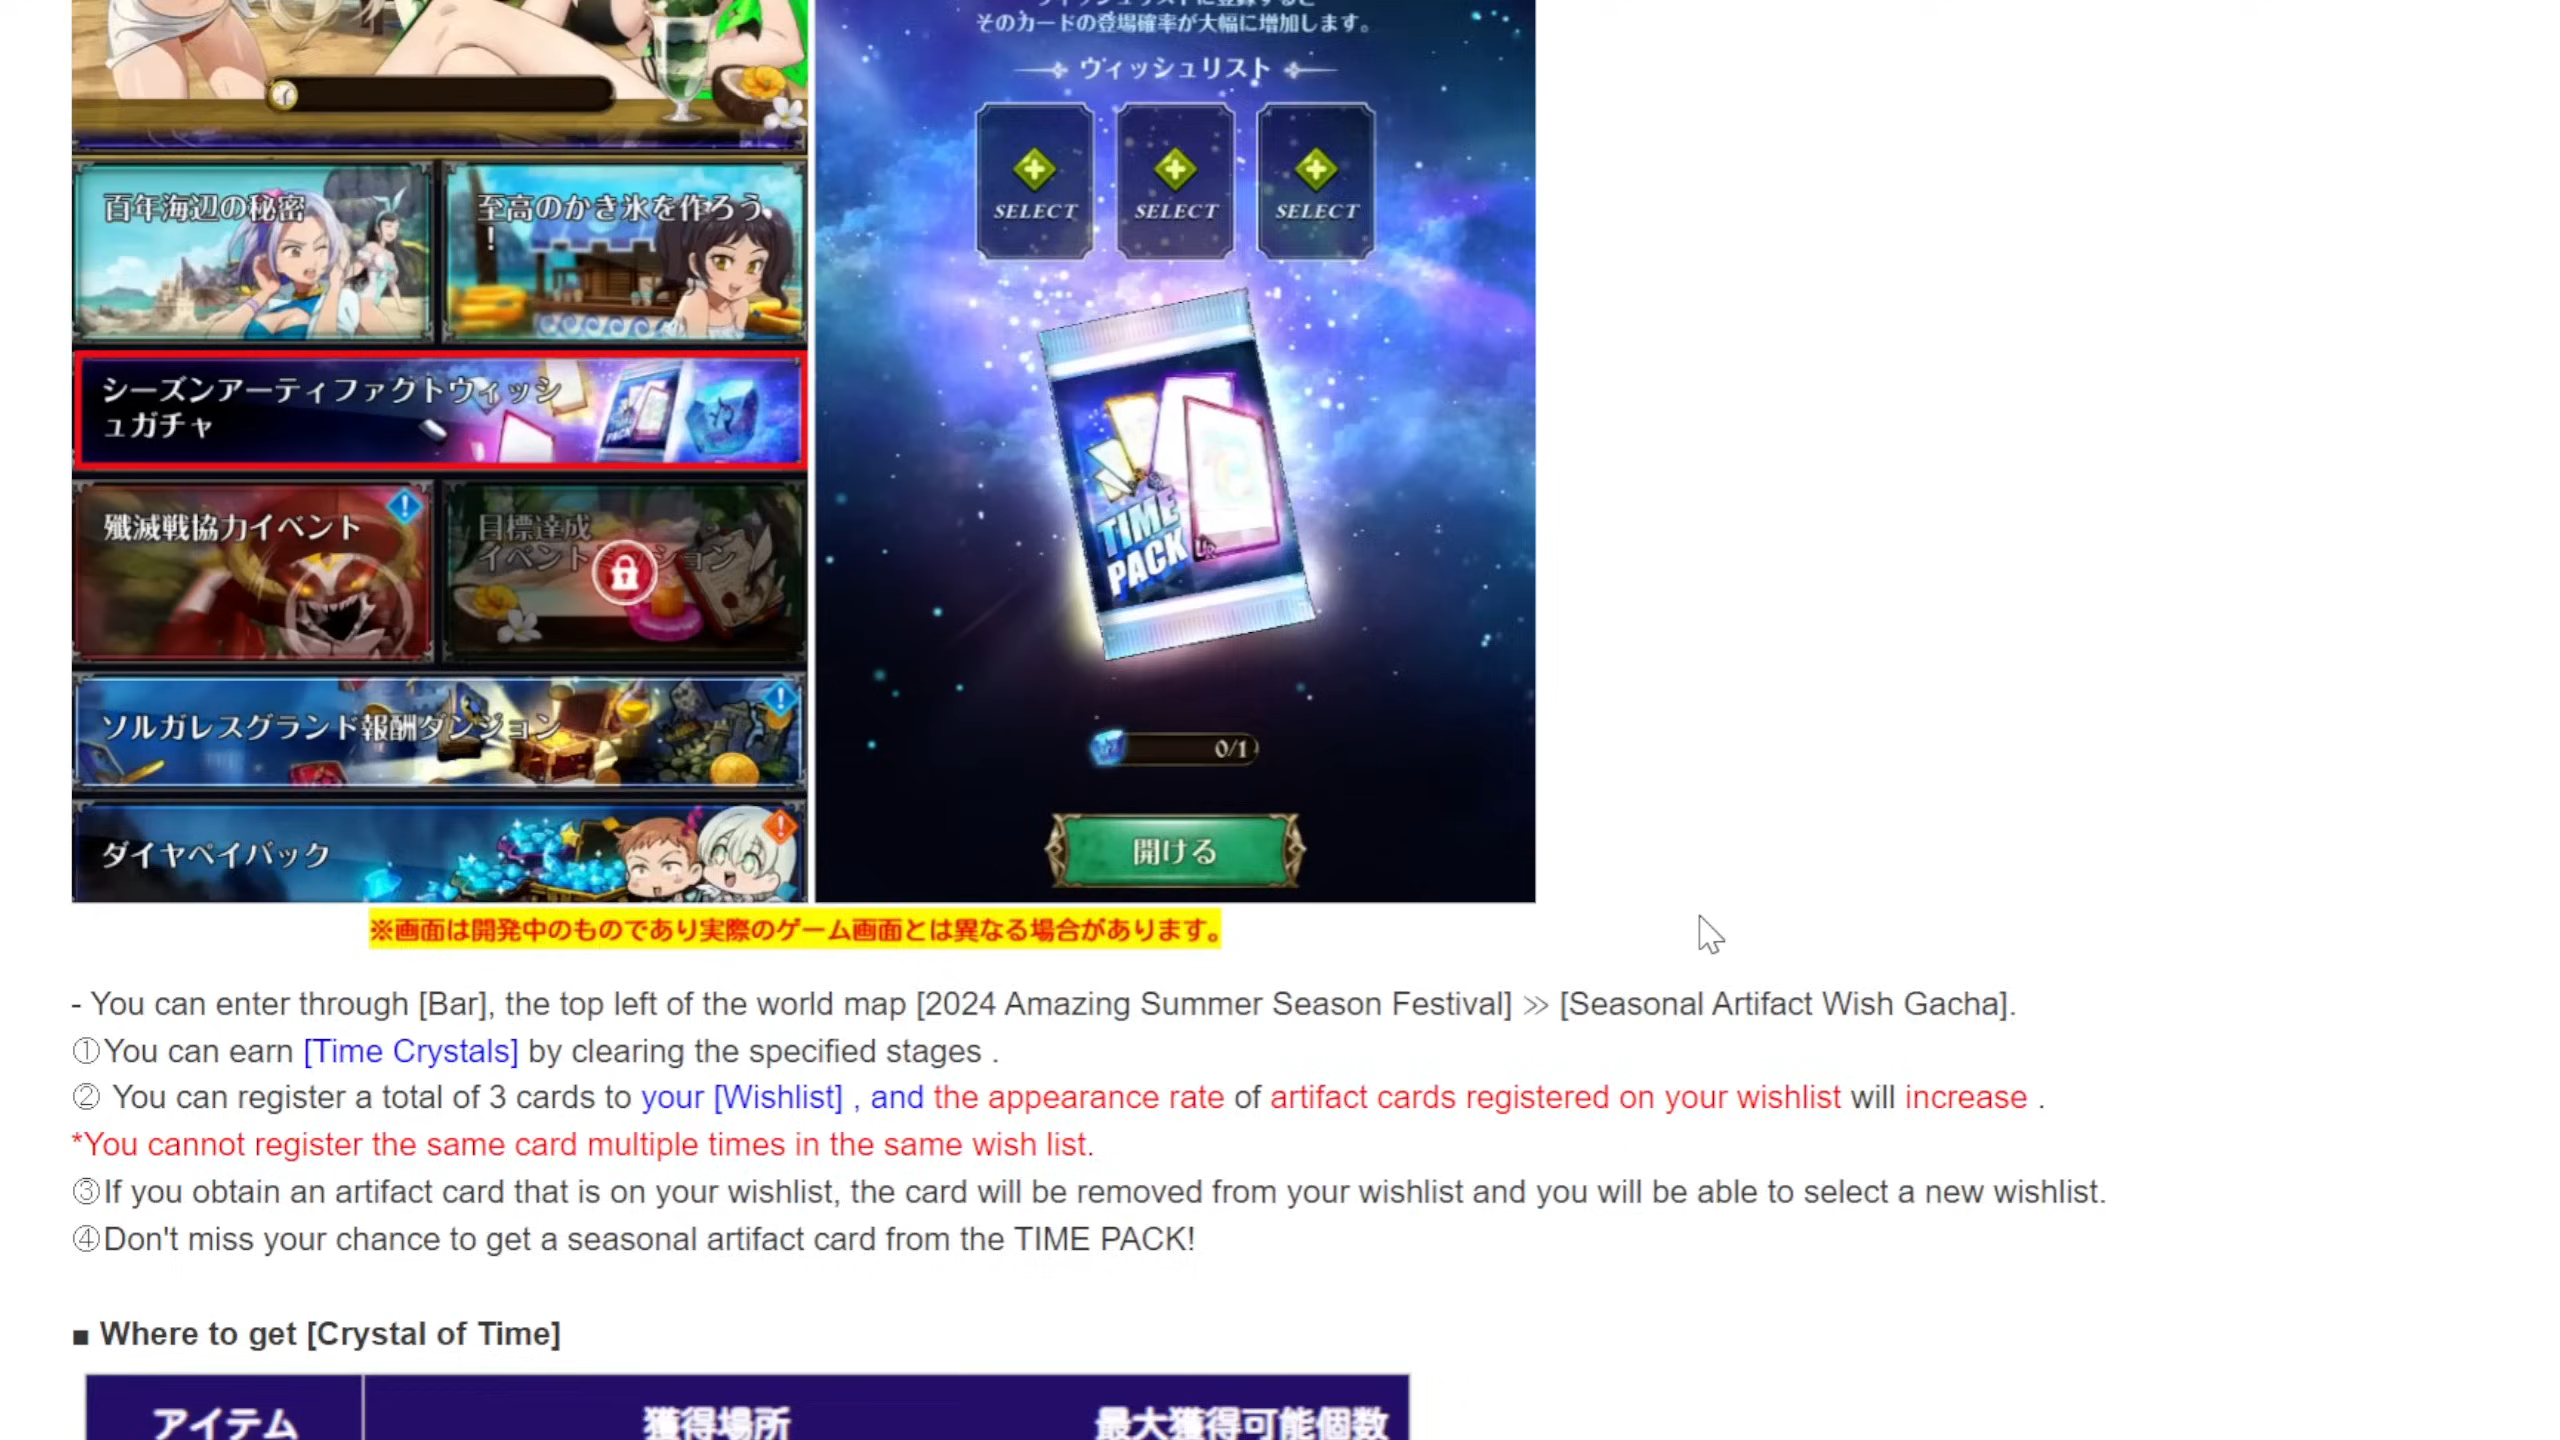 そのカードの登場確率が大幅に増加します。
ヴィッシュリスト
SELECT
SELECT
SELECT
百年海辺の秘密
至高のかき氷を作ろう
！
シーズンアーティファクトウィッシ
ュガチャ
TIME
PACK
UR
殲滅戦協力イベント
目標達成
イベントミッション
ソルガレスグランド報酬ダンジョン
0/1
ダイヤペイバック
開ける
※画面は開発中のものであり実際のゲーム画面とは異なる場合があります。
- You can enter through [Bar], the top left of the world map [2024 Amazing Summer Season Festival] ≫ [Seasonal Artifact Wish Gacha].
①You can earn [Time Crystals] by clearing the specified stages .
② You can register a total of 3 cards to your [Wishlist] , and the appearance rate of artifact cards registered on your wishlist will increase .
*You cannot register the same card multiple times in the same wish list.
③If you obtain an artifact card that is on your wishlist, the card will be removed from your wishlist and you will be able to select a new wishlist.
④Don't miss your chance to get a seasonal artifact card from the TIME PACK!
■ Where to get [Crystal of Time]
アイテム 獲得場所 最大獲得可能個数